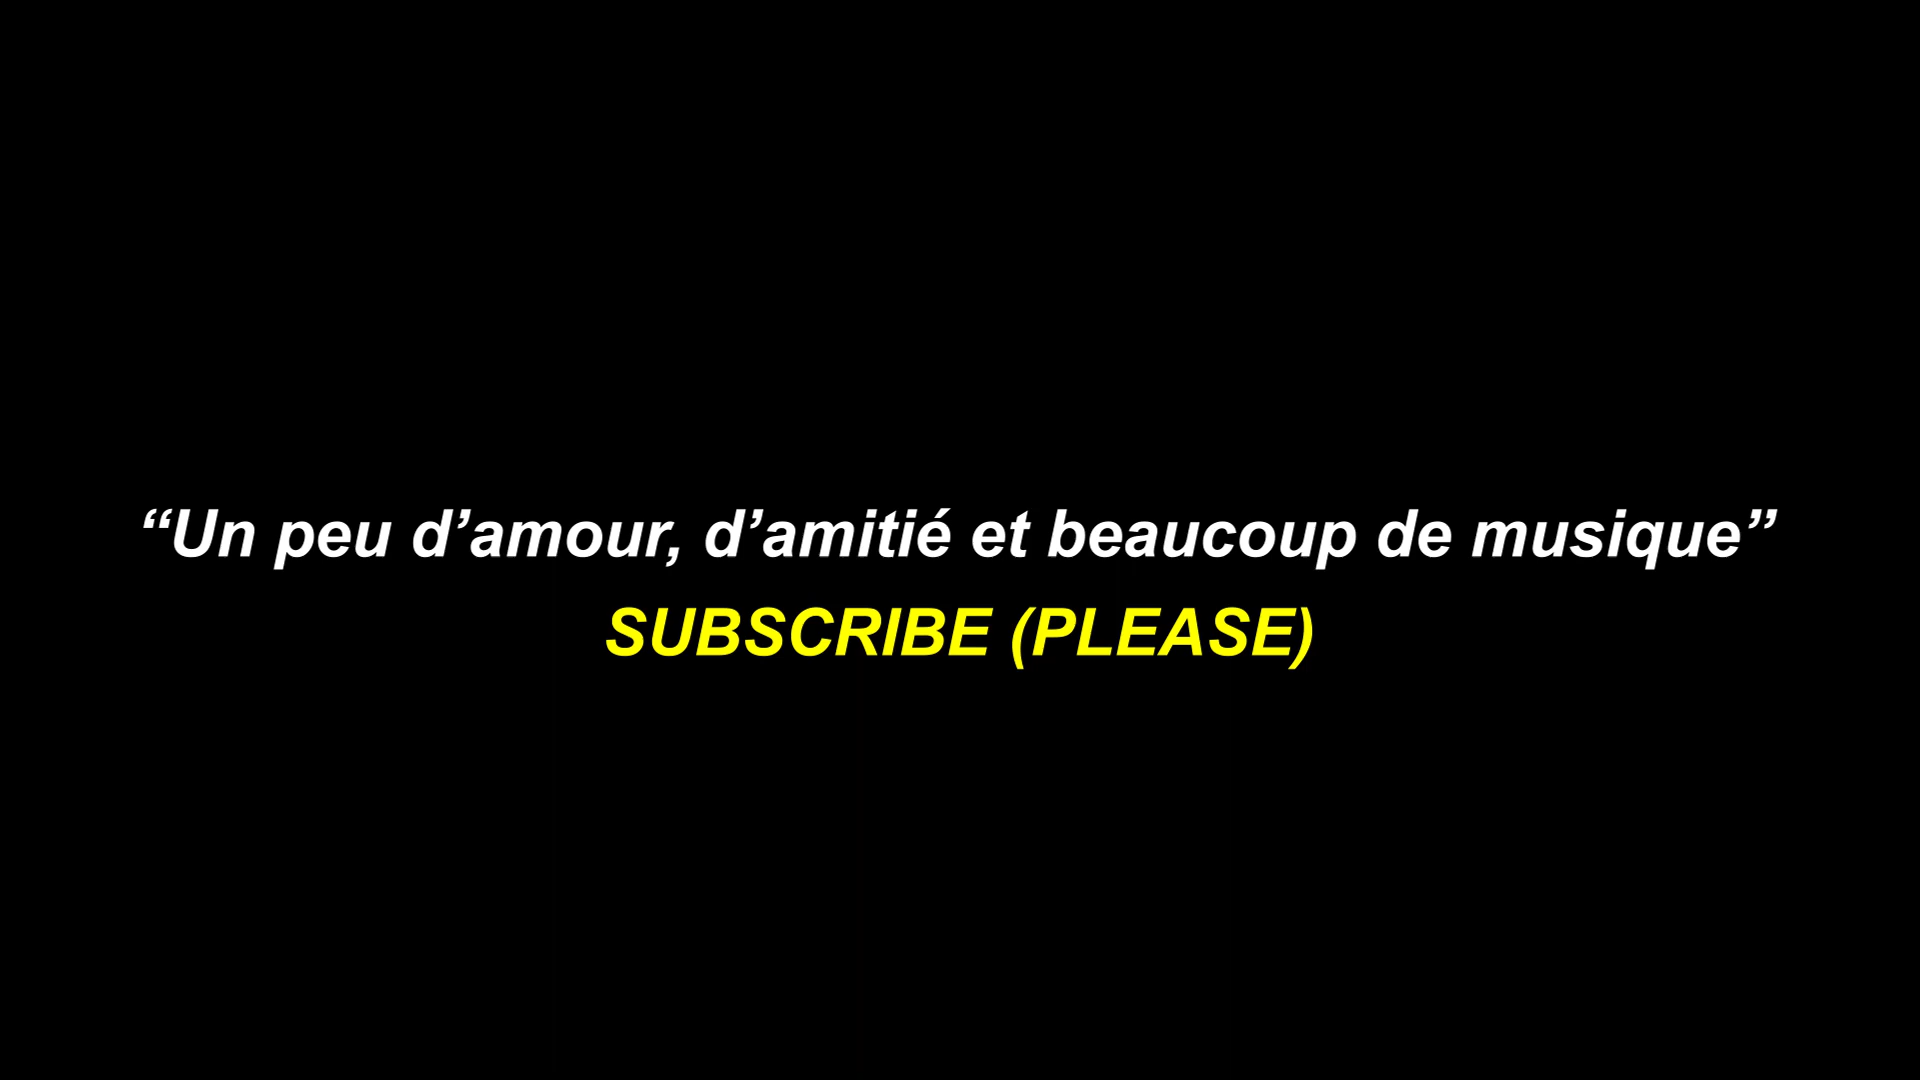 “Un peu d’amour, d’amitié et beaucoup de musique”
SUBSCRIBE (PLEASE)